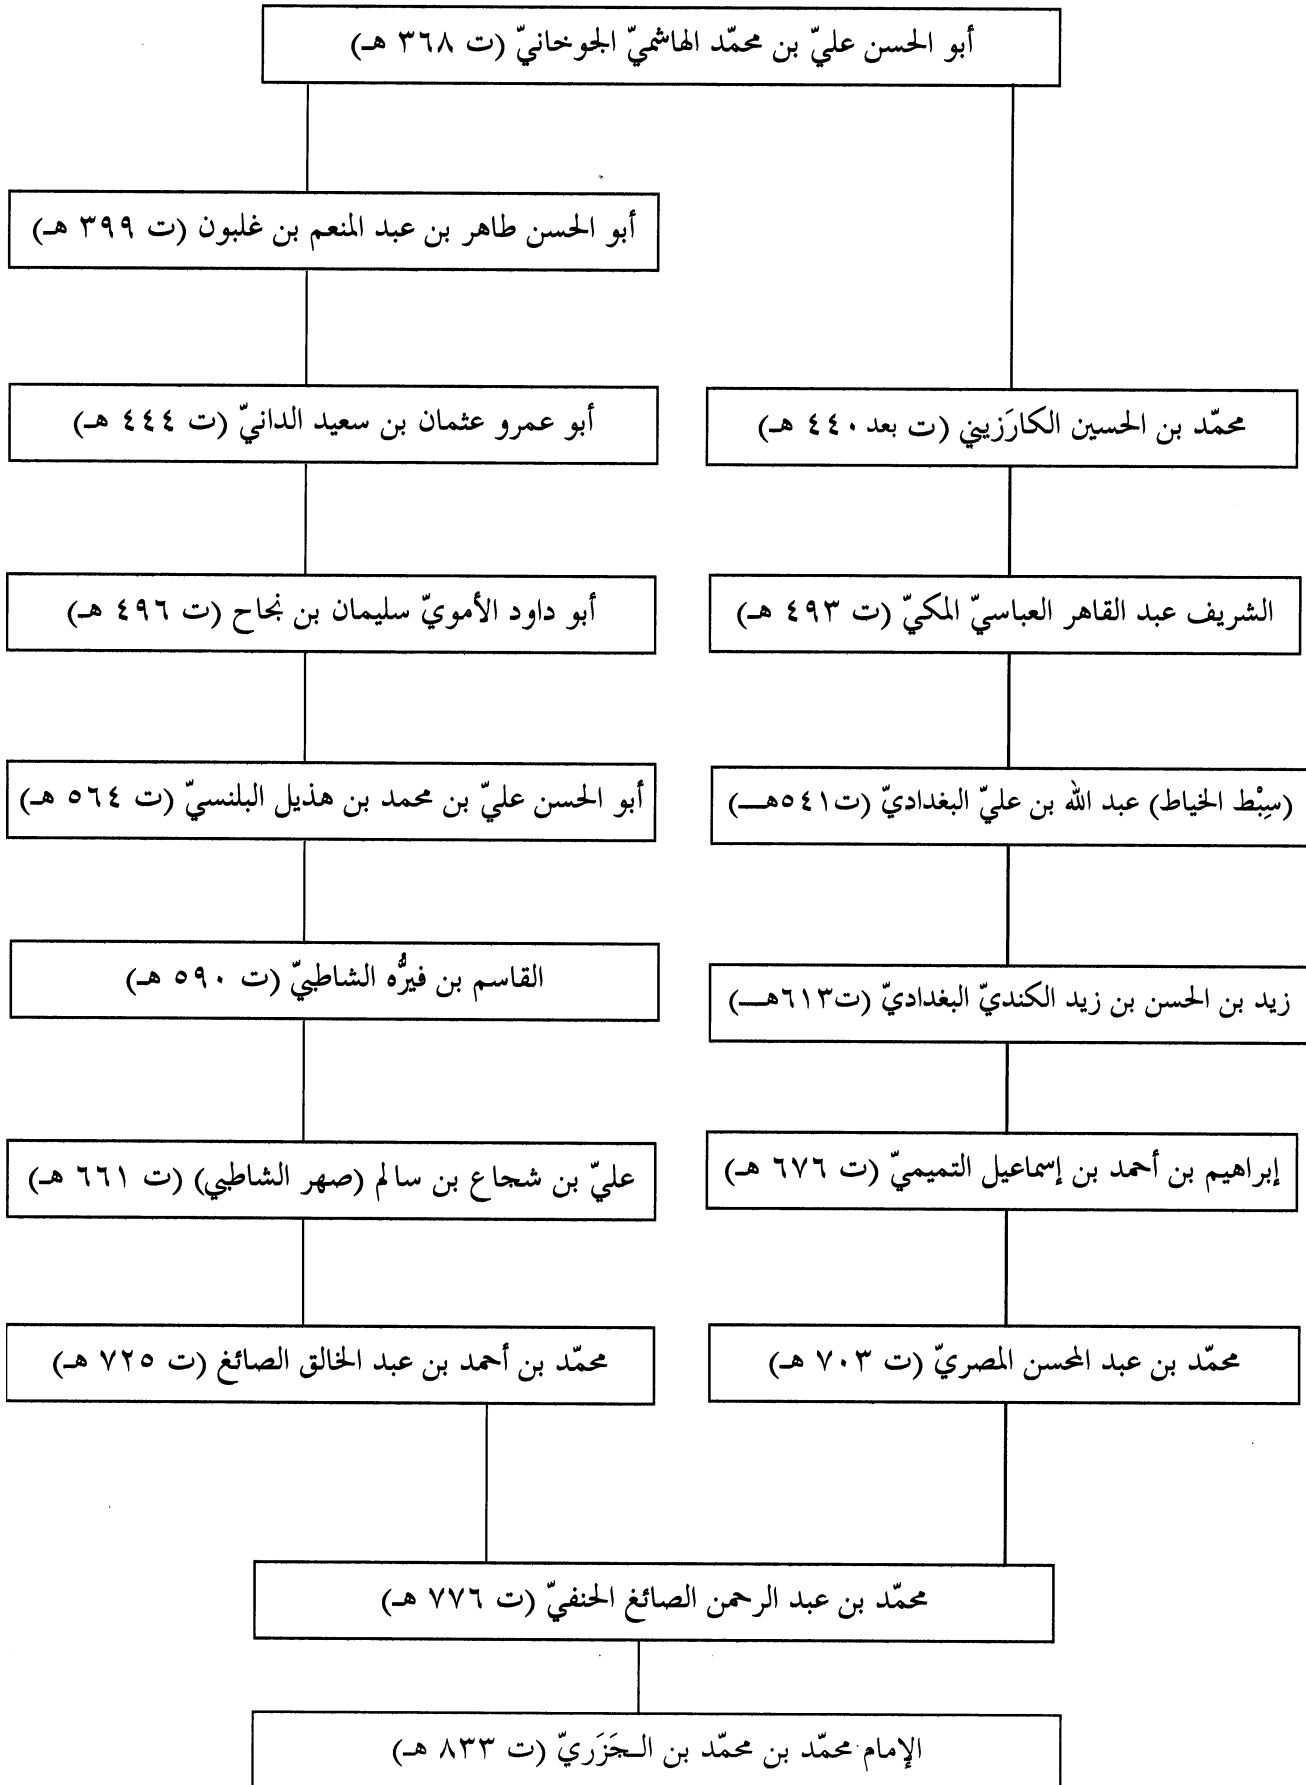 أبو الحسن عليّ بن محمّد الهاشميّ الجوخانيّ (ت ٣٦٨ هـ)
أبو الحسن طاهر بن عبد المنعم بن غلبون (ت ٣٩٩ هـ)
محمّد بن الحسين الكارَزيني (ت بعد ٤٤٠ هـ)
أبو عمرو عثمان بن سعيد الدانيّ (ت ٤٤٤ هـ)
الشريف عبد القاهر العباسيّ المكيّ (ت ٤٩٣ هـ)
أبو داود الأمويّ سليمان بن نجاح (ت ٤٩٦ هـ)
(سِبْط الخياط) عبد الله بن عليّ البغداديّ (ت٥٤١هـ)
أبو الحسن عليّ بن محمد بن هذيل البلنسيّ (ت ٥٦٤ هـ)
زيد بن الحسن بن زيد الكنديّ البغداديّ (ت٦١٣هـ)
القاسم بن فيرُّه الشاطبيّ (ت ٥٩٠ هـ)
إبراهيم بن أحمد بن إسماعيل التميميّ (ت ٦٧٦ هـ)
عليّ بن شجاع بن سالم (صهر الشاطبي) (ت ٦٦١ هـ)
محمّد بن عبد المحسن المصريّ (ت ٧٠٣ هـ)
محمّد بن أحمد بن عبد الخالق الصائغ (ت ٧٢٥ هـ)
محمّد بن عبد الرحمن الصائغ الحنفيّ (ت ٧٧٦ هـ)
الإمام محمّد بن محمّد بن الـجَزَريّ (ت ٨٣٣ هـ)